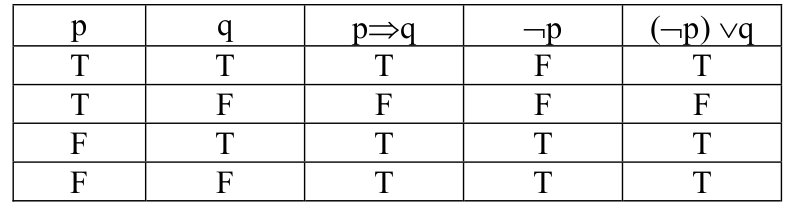 p q p⇒q ¬p (¬p) ∨q
T T T F T
T F F F F
F T T T T
F F T T T